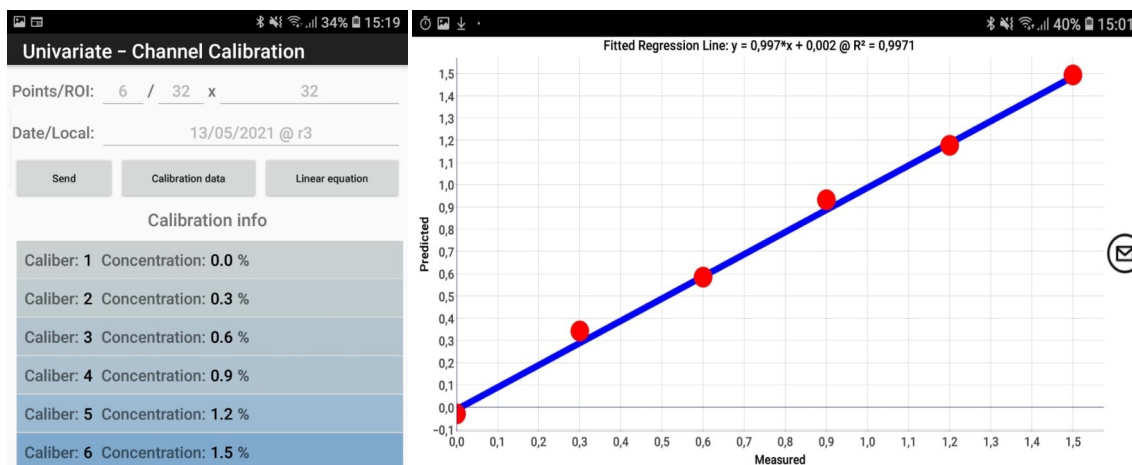 34% 15:19
Univariate – Channel Calibration
Points/ROI: 6 / 32 x 32
Date/Local: 13/05/2021 @ r3
Send Calibration data Linear equation
Calibration info
Caliber: 1 Concentration: 0.0 %
Caliber: 2 Concentration: 0.3 %
Caliber: 3 Concentration: 0.6 %
Caliber: 4 Concentration: 0.9 %
Caliber: 5 Concentration: 1.2 %
Caliber: 6 Concentration: 1.5 %
40% 15:01
Fitted Regression Line: y = 0,997*x + 0,002 @ R² = 0,9971
1,5
1,4
1,3
1,2
1,1
1,0
0,9
0,8
0,7
0,6
0,5
0,4
0,3
0,2
0,1
0,0
−0,1
Predicted
0,0 0,1 0,2 0,3 0,4 0,5 0,6 0,7 0,8 0,9 1,0 1,1 1,2 1,3 1,4 1,5
Measured